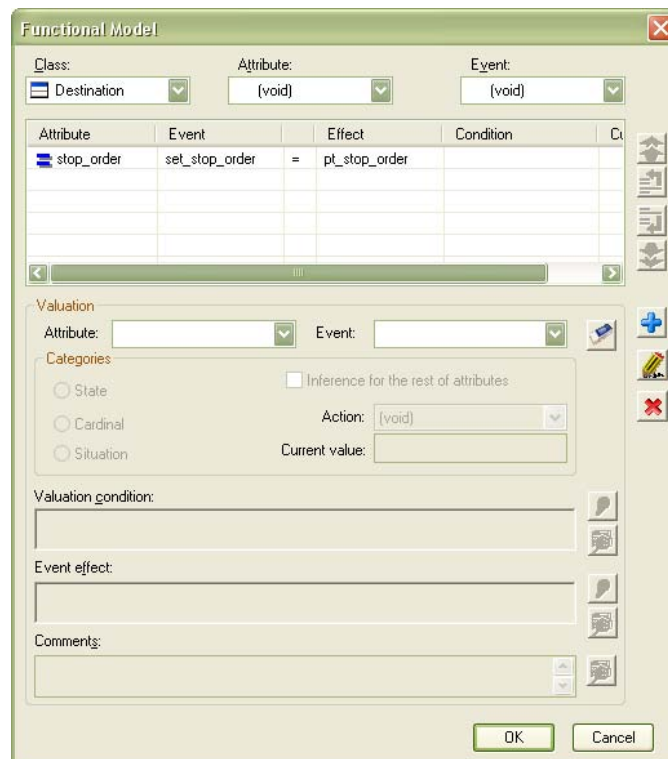 Functional Model
Class: Attribute: Event:
Destination (void) (void)
Attribute Event Effect Condition Cu
stop_order set_stop_order = pt_stop_order
Valuation
Attribute: Event:
Categories
State
Inference for the rest of attributes
Cardinal
Action: (void)
Situation
Current value:
Valuation condition:
Event effect:
Comments:
OK Cancel